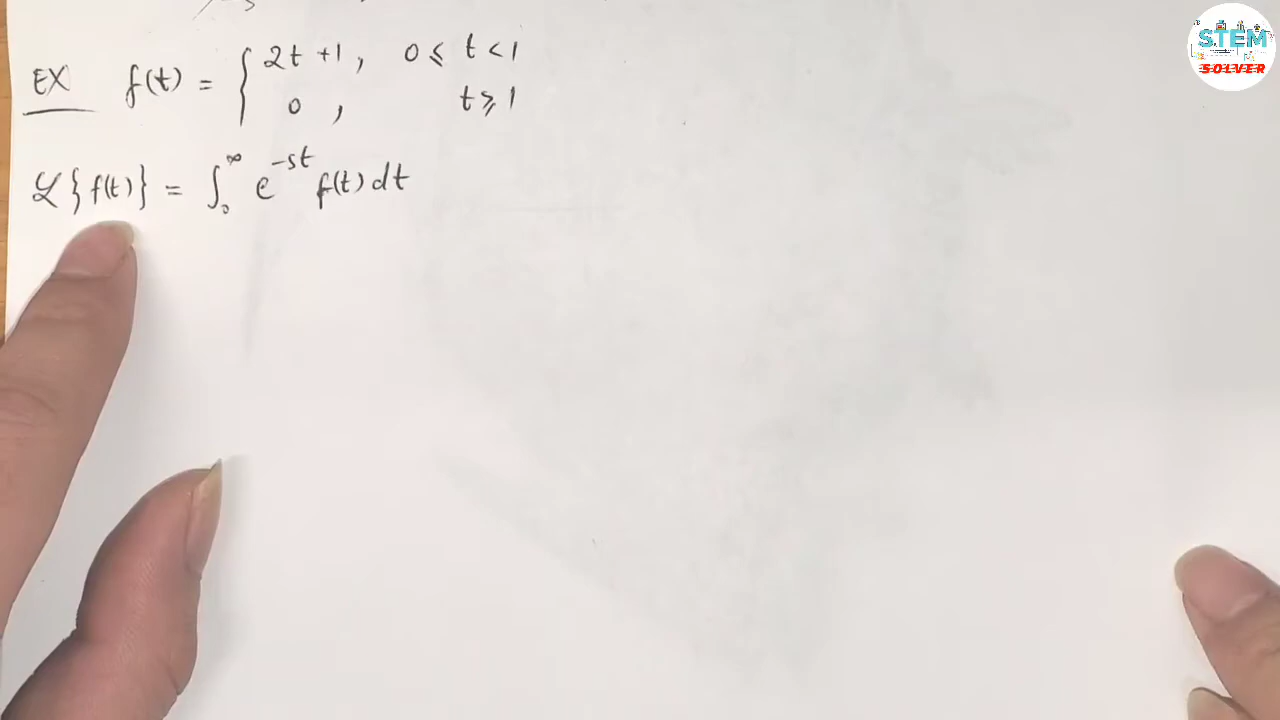 EX f(t) = { 2t +1 , 0 ≤ t < 1
0 , t ≥ 1
ℒ{f(t)} = ∫₀^∞ e^{-st} f(t) dt
STEM
SOLVER